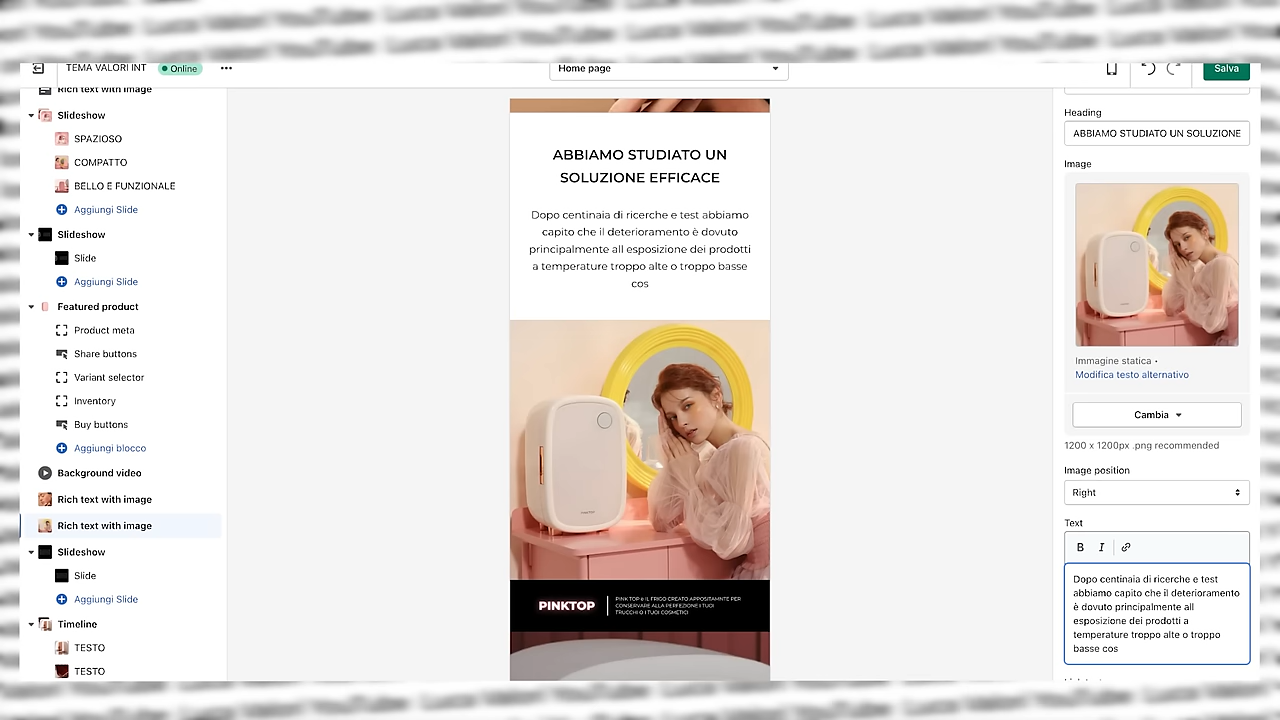 TEMA VALORI INT
Online
Home page
Salva
Rich text with image
Slideshow
SPAZIOSO
COMPATTO
BELLO E FUNZIONALE
Aggiungi Slide
Slideshow
Slide
Aggiungi Slide
Featured product
Product meta
Share buttons
Variant selector
Inventory
Buy buttons
Aggiungi blocco
Background video
Rich text with image
Rich text with image
Slideshow
Slide
Aggiungi Slide
Timeline
TESTO
TESTO
ABBIAMO STUDIATO UN
SOLUZIONE EFFICACE
Dopo centinaia di ricerche e test abbiamo
capito che il deterioramento è dovuto
principalmente all esposizione dei prodotti
a temperature troppo alte o troppo basse
cos
PINKTOP
PINKTOP
PINK TOP e IL FRIGO CREATO APPOSITAMNTE PER
CONSERVARE ALLA PERFEZIONE I TUOI
TRUCCHI O I TUOI COSMETICI
Heading
ABBIAMO STUDIATO UN SOLUZIONE
Image
Immagine statica •
Modifica testo alternativo
Cambia
1200 x 1200px .png recommended
Image position
Right
Text
B I
Dopo centinaia di ricerche e test
abbiamo capito che il deterioramento
è dovuto principalmente all
esposizione dei prodotti a
temperature troppo alte o troppo
basse cos